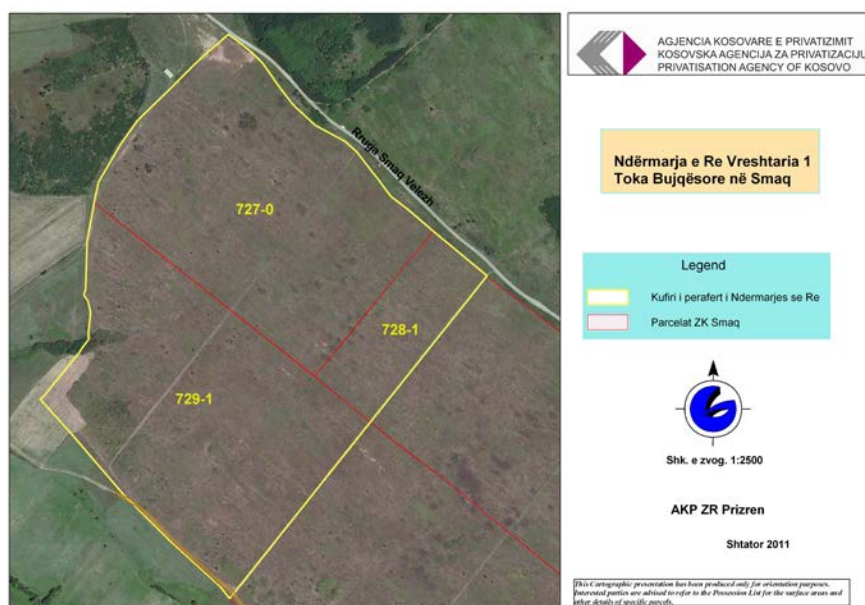 AGJENCIA KOSOVARE E PRIVATIZIMIT
KOSOVSKA AGENCIJA ZA PRIVATIZACIJU
PRIVATISATION AGENCY OF KOSOVO
Ndërmarja e Re Vreshtaria 1
Toka Bujqësore në Smaq
Legend
Kufiri i perafert i Ndermarjes se Re
Parcelat ZK Smaq
Shk. e zvog. 1:2500
AKP ZR Prizren
Shtator 2011
This Cartographic presentation has been produced only for orientation purposes.
Interested parties are advised to refer to the Possession List for the surface areas and
other details of specific parcels.
Rruga Smaq Velezh
727-0
728-1
729-1